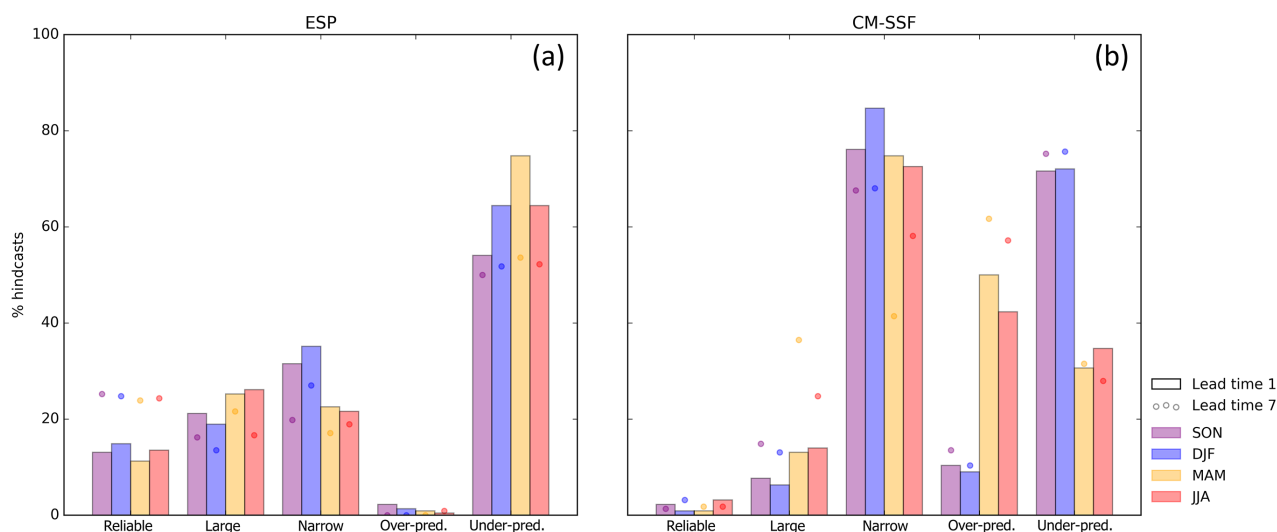 ESP
CM-SSF
(a)
(b)
% hindcasts
100
80
60
40
20
0
Reliable
Large
Narrow
Over-pred.
Under-pred.
Reliable
Large
Narrow
Over-pred.
Under-pred.
Lead time 1
Lead time 7
SON
DJF
MAM
JJA